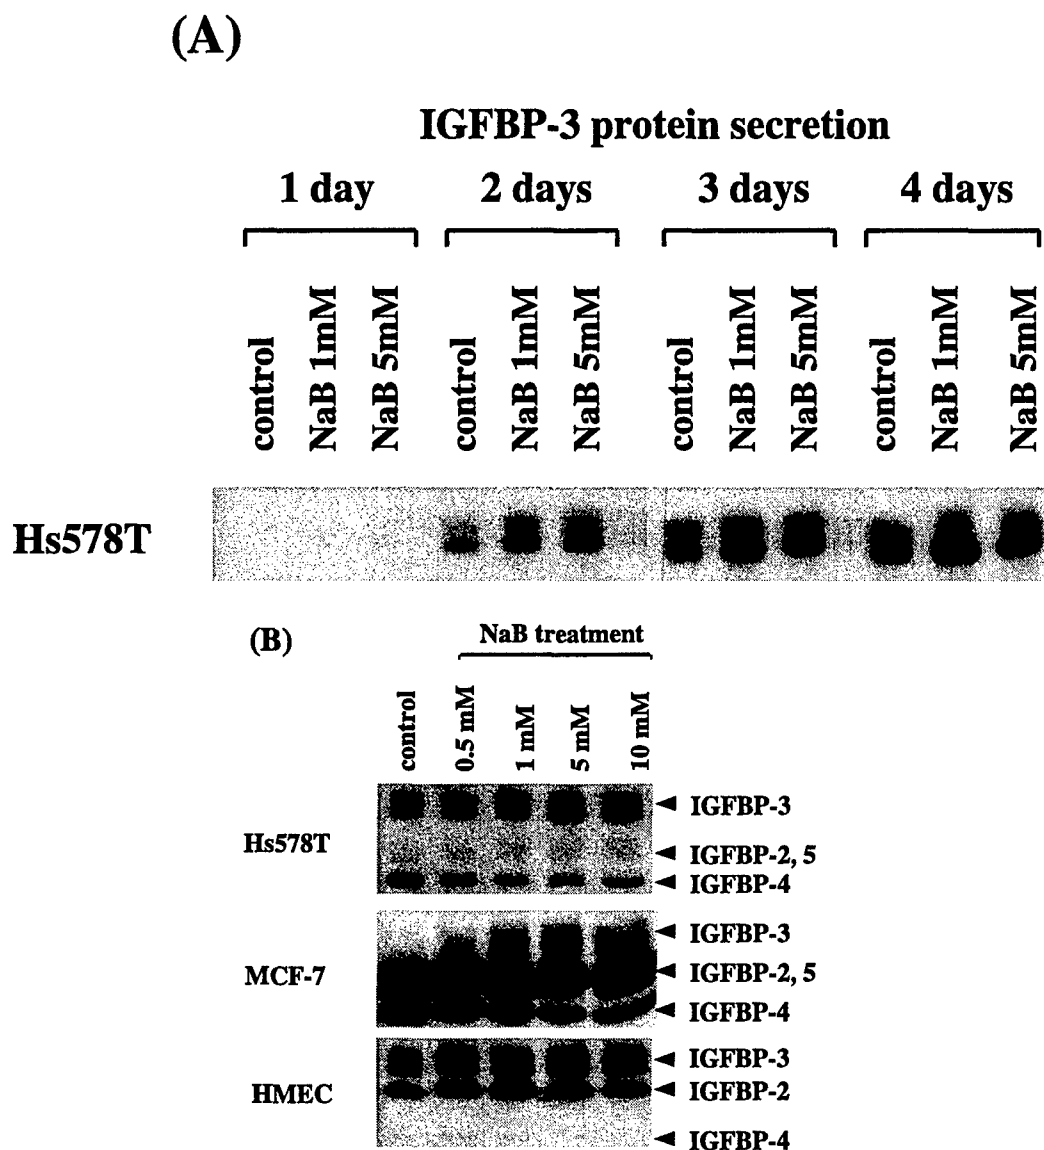 (A)
IGFBP-3 protein secretion
1 day 2 days 3 days 4 days
control NaB 1mM NaB 5mM control NaB 1mM NaB 5mM control NaB 1mM NaB 5mM control NaB 1mM NaB 5mM
Hs578T
(B) NaB treatment
control 0.5 mM 1 mM 5 mM 10 mM
IGFBP-3
Hs578T
IGFBP-2, 5
IGFBP-4
IGFBP-3
MCF-7 IGFBP-2, 5
IGFBP-4
IGFBP-3
HMEC IGFBP-2
IGFBP-4